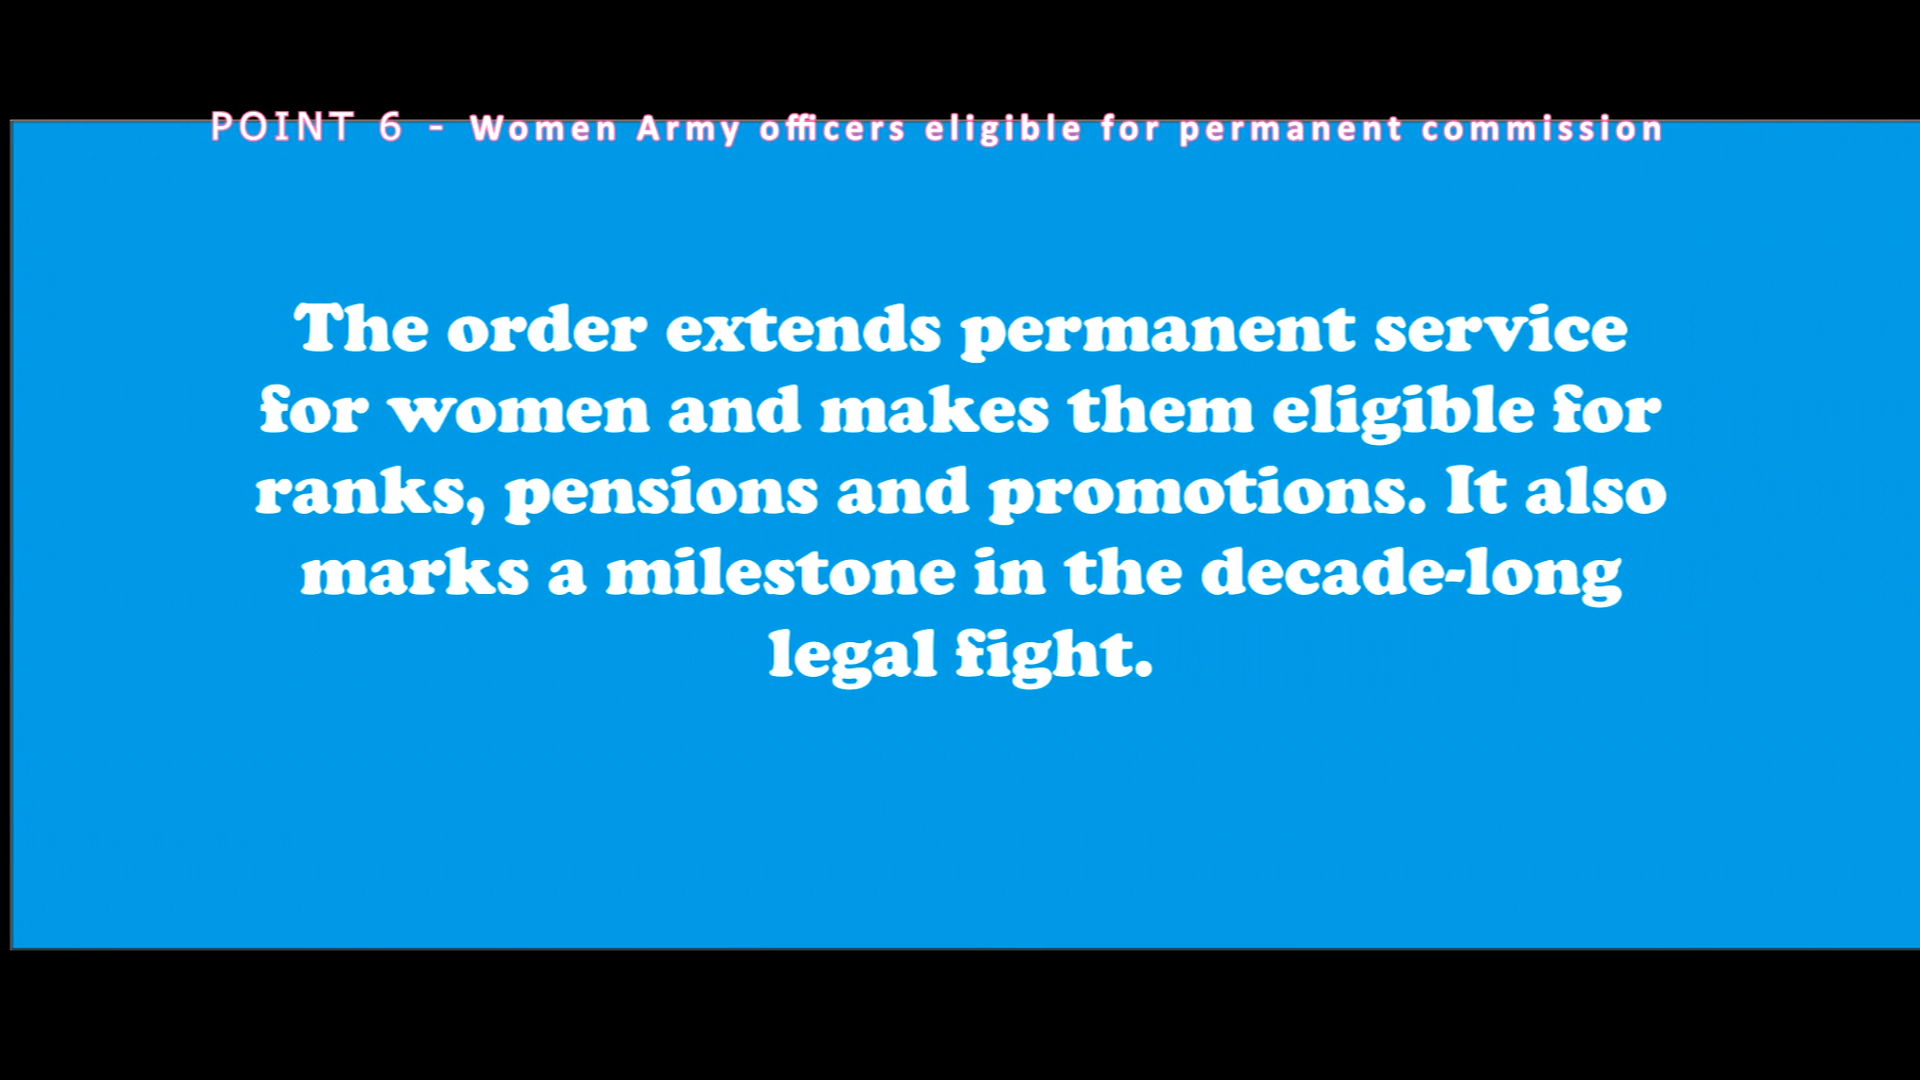 POINT 6 - Women Army officers eligible for permanent commission
The order extends permanent service
for women and makes them eligible for
ranks, pensions and promotions. It also
marks a milestone in the decade-long
legal fight.